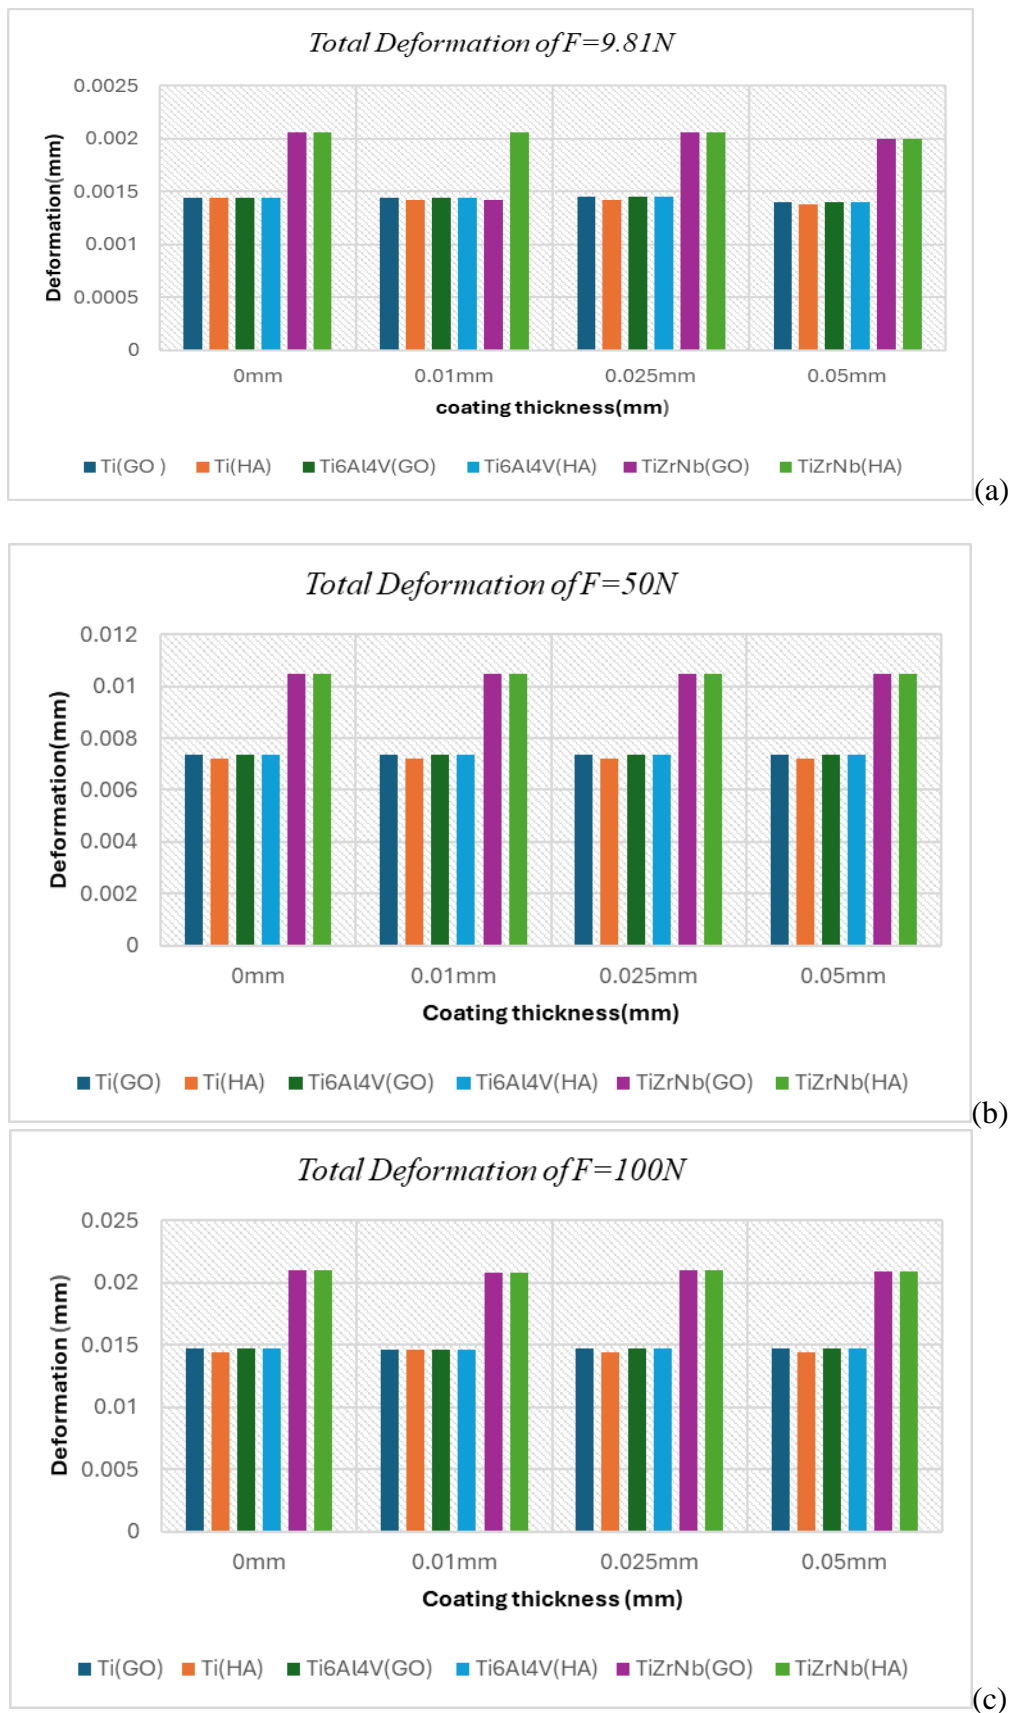 Total Deformation of F=9.81N
0.0025
0.002
0.0015
0.001
0.0005
0
Deformation(mm)
0mm 0.01mm 0.025mm 0.05mm
coating thickness(mm)
Ti(GO ) Ti(HA) Ti6Al4V(GO) Ti6Al4V(HA) TiZrNb(GO) TiZrNb(HA)
(a)
Total Deformation of F=50N
0.012
0.01
0.008
0.006
0.004
0.002
0
Deformation(mm)
0mm 0.01mm 0.025mm 0.05mm
Coating thickness(mm)
Ti(GO) Ti(HA) Ti6Al4V(GO) Ti6Al4V(HA) TiZrNb(GO) TiZrNb(HA)
(b)
Total Deformation of F=100N
0.025
0.02
0.015
0.01
0.005
0
Deformation (mm)
0mm 0.01mm 0.025mm 0.05mm
Coating thickness (mm)
Ti(GO) Ti(HA) Ti6Al4V(GO) Ti6Al4V(HA) TiZrNb(GO) TiZrNb(HA)
(c)